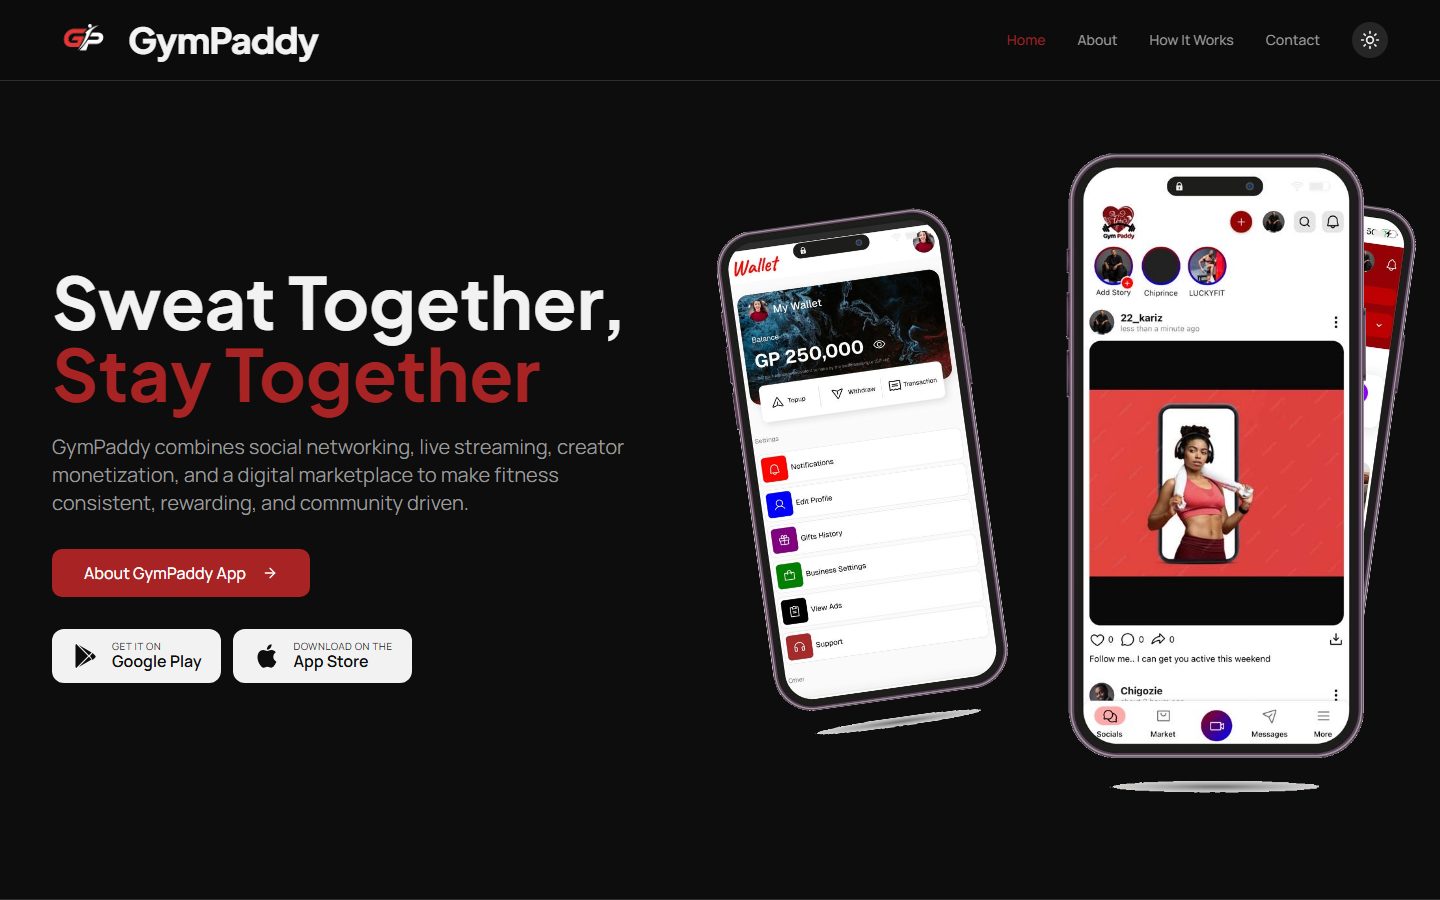 GP GymPaddy
Home About How It Works Contact
Sweat Together,
Stay Together
GymPaddy combines social networking, live streaming, creator
monetization, and a digital marketplace to make fitness
consistent, rewarding, and community driven.
About GymPaddy App
GET IT ON
Google Play
DOWNLOAD ON THE
App Store
Wallet
My Wallet
Balance
GP 250,000
Topup Withdraw Transaction
Settings
Notifications
Edit Profile
Gifts History
Business Settings
View Ads
Support
Other
Gym Paddy
Add Story Chiprince LUCKYFIT
22_kariz
less than a minute ago
0 0 0
Follow me.. I can get you active this weekend
Chigozie
Socials Market Messages More